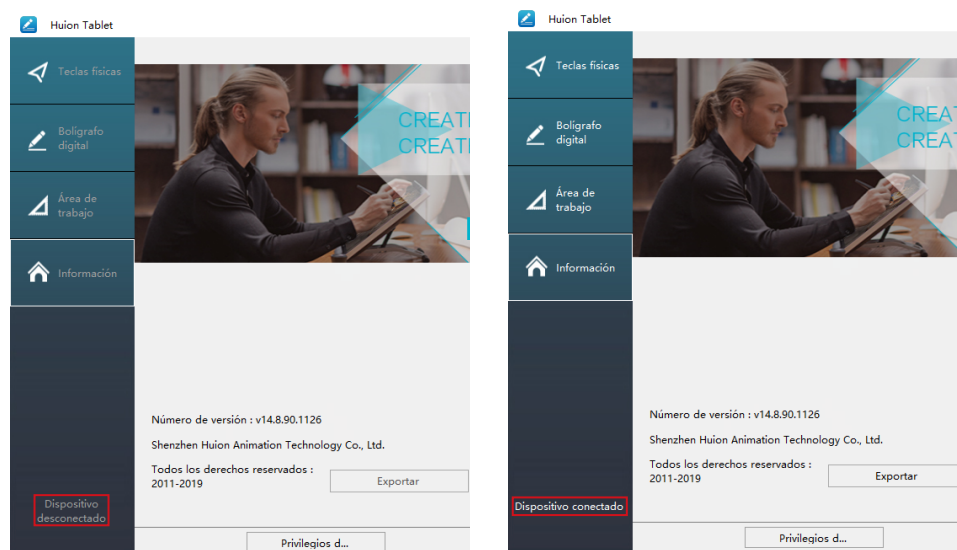 Huion Tablet
Teclas físicas
Bolígrafo
digital
Área de
trabajo
Información
CREAT
CREAT
Número de versión : v14.8.90.1126
Shenzhen Huion Animation Technology Co., Ltd.
Todos los derechos reservados :
2011-2019
Exportar
Dispositivo
desconectado
Privilegios d...
Huion Tablet
Teclas físicas
Bolígrafo
digital
Área de
trabajo
Información
CREA
CREA
Número de versión : v14.8.90.1126
Shenzhen Huion Animation Technology Co., Ltd.
Todos los derechos reservados :
2011-2019
Exportar
Dispositivo conectado
Privilegios d...